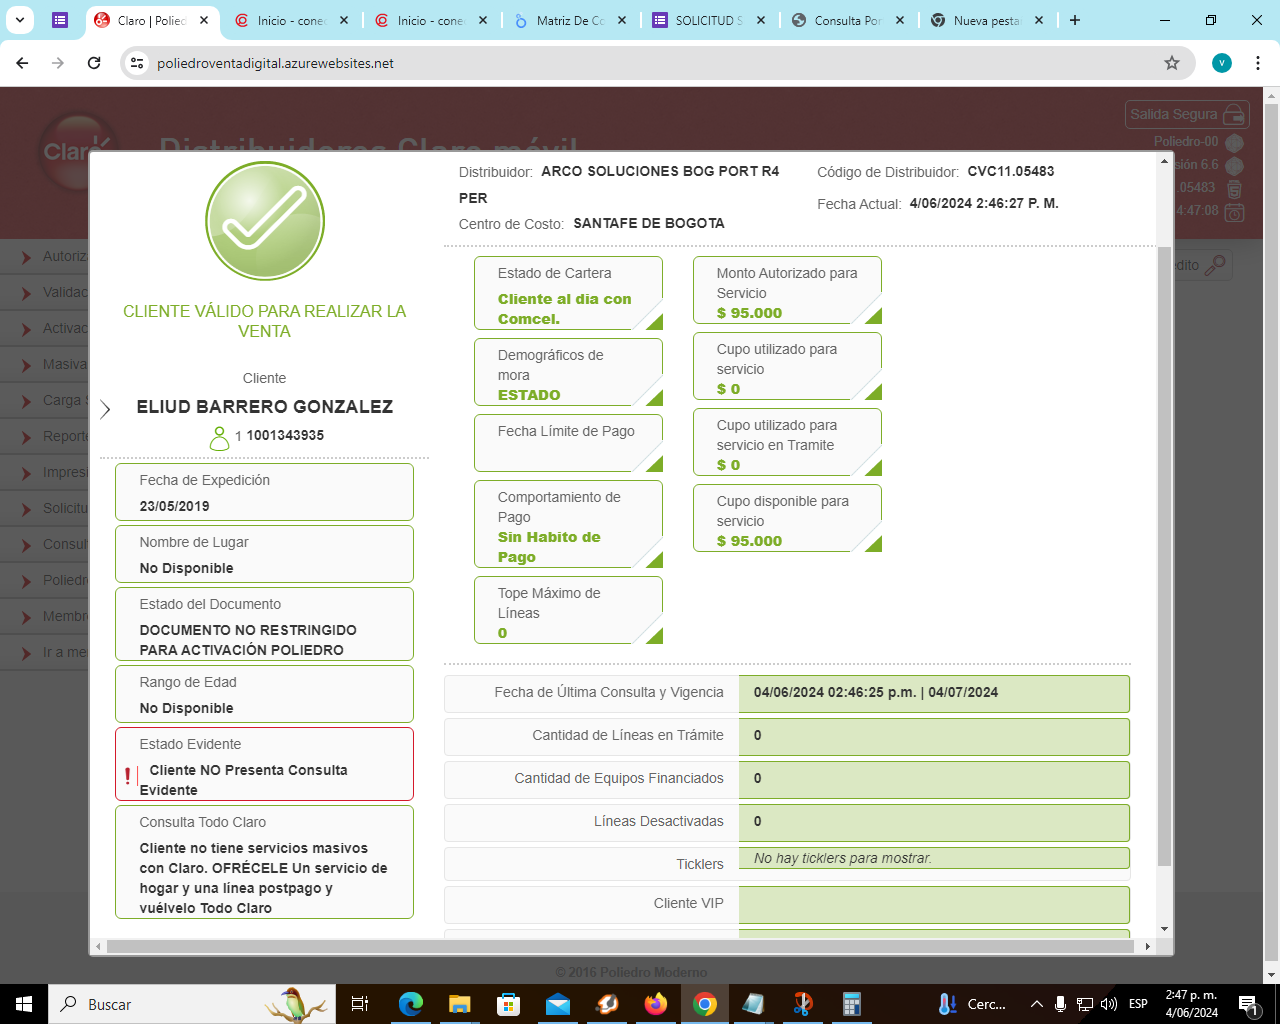 Claro | Polied
Inicio - cone
Inicio - cone
Matriz De Co
SOLICITUD S
Consulta Por
Nueva pesta
poliedroventadigital.azurewebsites.net
v
Salida Segura
Claro
Distribuidores Claro móvil
Poliedro-00
sión 6.6
.05483
4:47:08
Autoriz
Validac
Activac
Masiva
Carga S
Reporte
Impresi
Solicitu
Consul
Poliedr
Membr
Ir a me
édito
CLIENTE VÁLIDO PARA REALIZAR LA
VENTA
Cliente
ELIUD BARRERO GONZALEZ
1 1001343935
Fecha de Expedición
23/05/2019
Nombre de Lugar
No Disponible
Estado del Documento
DOCUMENTO NO RESTRINGIDO
PARA ACTIVACIÓN POLIEDRO
Rango de Edad
No Disponible
Estado Evidente
Cliente NO Presenta Consulta
Evidente
Consulta Todo Claro
Cliente no tiene servicios masivos
con Claro. OFRÉCELE Un servicio de
hogar y una línea postpago y
vuélvelo Todo Claro
Distribuidor: ARCO SOLUCIONES BOG PORT R4
PER
Centro de Costo: SANTAFE DE BOGOTA
Código de Distribuidor: CVC11.05483
Fecha Actual: 4/06/2024 2:46:27 P. M.
Estado de Cartera
Cliente al dia con
Comcel.
Demográficos de
mora
ESTADO
Fecha Límite de Pago
Comportamiento de
Pago
Sin Habito de
Pago
Tope Máximo de
Líneas
0
Monto Autorizado para
Servicio
$ 95.000
Cupo utilizado para
servicio
$ 0
Cupo utilizado para
servicio en Tramite
$ 0
Cupo disponible para
servicio
$ 95.000
Fecha de Última Consulta y Vigencia 04/06/2024 02:46:25 p.m. | 04/07/2024
Cantidad de Líneas en Trámite 0
Cantidad de Equipos Financiados 0
Líneas Desactivadas 0
Ticklers No hay ticklers para mostrar.
Cliente VIP
© 2016 Poliedro Moderno
Buscar
Cerc...
ESP
2:47 p. m.
4/06/2024
1